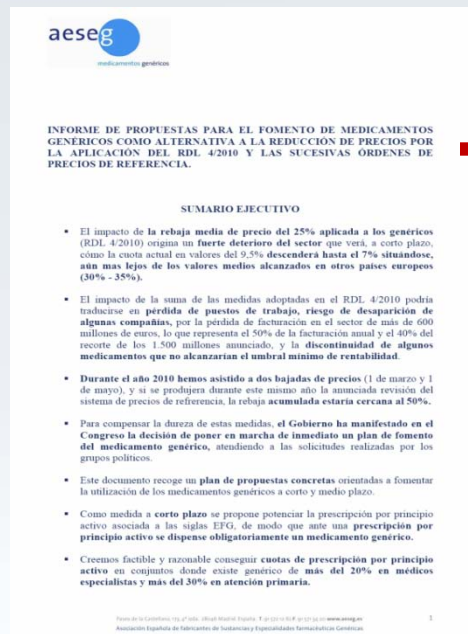 aeseg
medicamentos genéricos
INFORME DE PROPUESTAS PARA EL FOMENTO DE MEDICAMENTOS
GENÉRICOS COMO ALTERNATIVA A LA REDUCCIÓN DE PRECIOS POR
LA APLICACIÓN DEL RDL 4/2010 Y LAS SUCESIVAS ÓRDENES DE
PRECIOS DE REFERENCIA.
SUMARIO EJECUTIVO
▪ El impacto de la rebaja media de precio del 25% aplicada a los genéricos
(RDL 4/2010) origina un fuerte deterioro del sector que verá, a corto plazo,
cómo la cuota actual en valores del 9,5% descenderá hasta el 7% situándose,
aún mas lejos de los valores medios alcanzados en otros países europeos
(30% - 35%).
▪ El impacto de la suma de las medidas adoptadas en el RDL 4/2010 podría
traducirse en pérdida de puestos de trabajo, riesgo de desaparición de
algunas compañías, por la pérdida de facturación en el sector de más de 600
millones de euros, lo que representa el 50% de la facturación anual y el 40% del
recorte de los 1.500 millones anunciado, y la discontinuidad de algunos
medicamentos que no alcanzarían el umbral mínimo de rentabilidad.
▪ Durante el año 2010 hemos asistido a dos bajadas de precios (1 de marzo y 1
de mayo), y si se produjera durante este mismo año la anunciada revisión del
sistema de precios de referencia, la rebaja acumulada estaría cercana al 50%.
▪ Para compensar la dureza de estas medidas, el Gobierno ha manifestado en el
Congreso la decisión de poner en marcha de inmediato un plan de fomento
del medicamento genérico, atendiendo a las solicitudes realizadas por los
grupos políticos.
▪ Este documento recoge un plan de propuestas concretas orientadas a fomentar
la utilización de los medicamentos genéricos a corto y medio plazo.
▪ Como medida a corto plazo se propone potenciar la prescripción por principio
activo asociada a las siglas EFG, de modo que ante una prescripción por
principio activo se dispense obligatoriamente un medicamento genérico.
▪ Creemos factible y razonable conseguir cuotas de prescripción por principio
activo en conjuntos donde existe genérico de más del 20% en médicos
especialistas y más del 30% en atención primaria.
1
Paseo de la Castellana, 28046 Madrid España. www.aeseg.es
Asociación Española de Fabricantes de Sustancias y Especialidades Farmacéuticas Genéricas